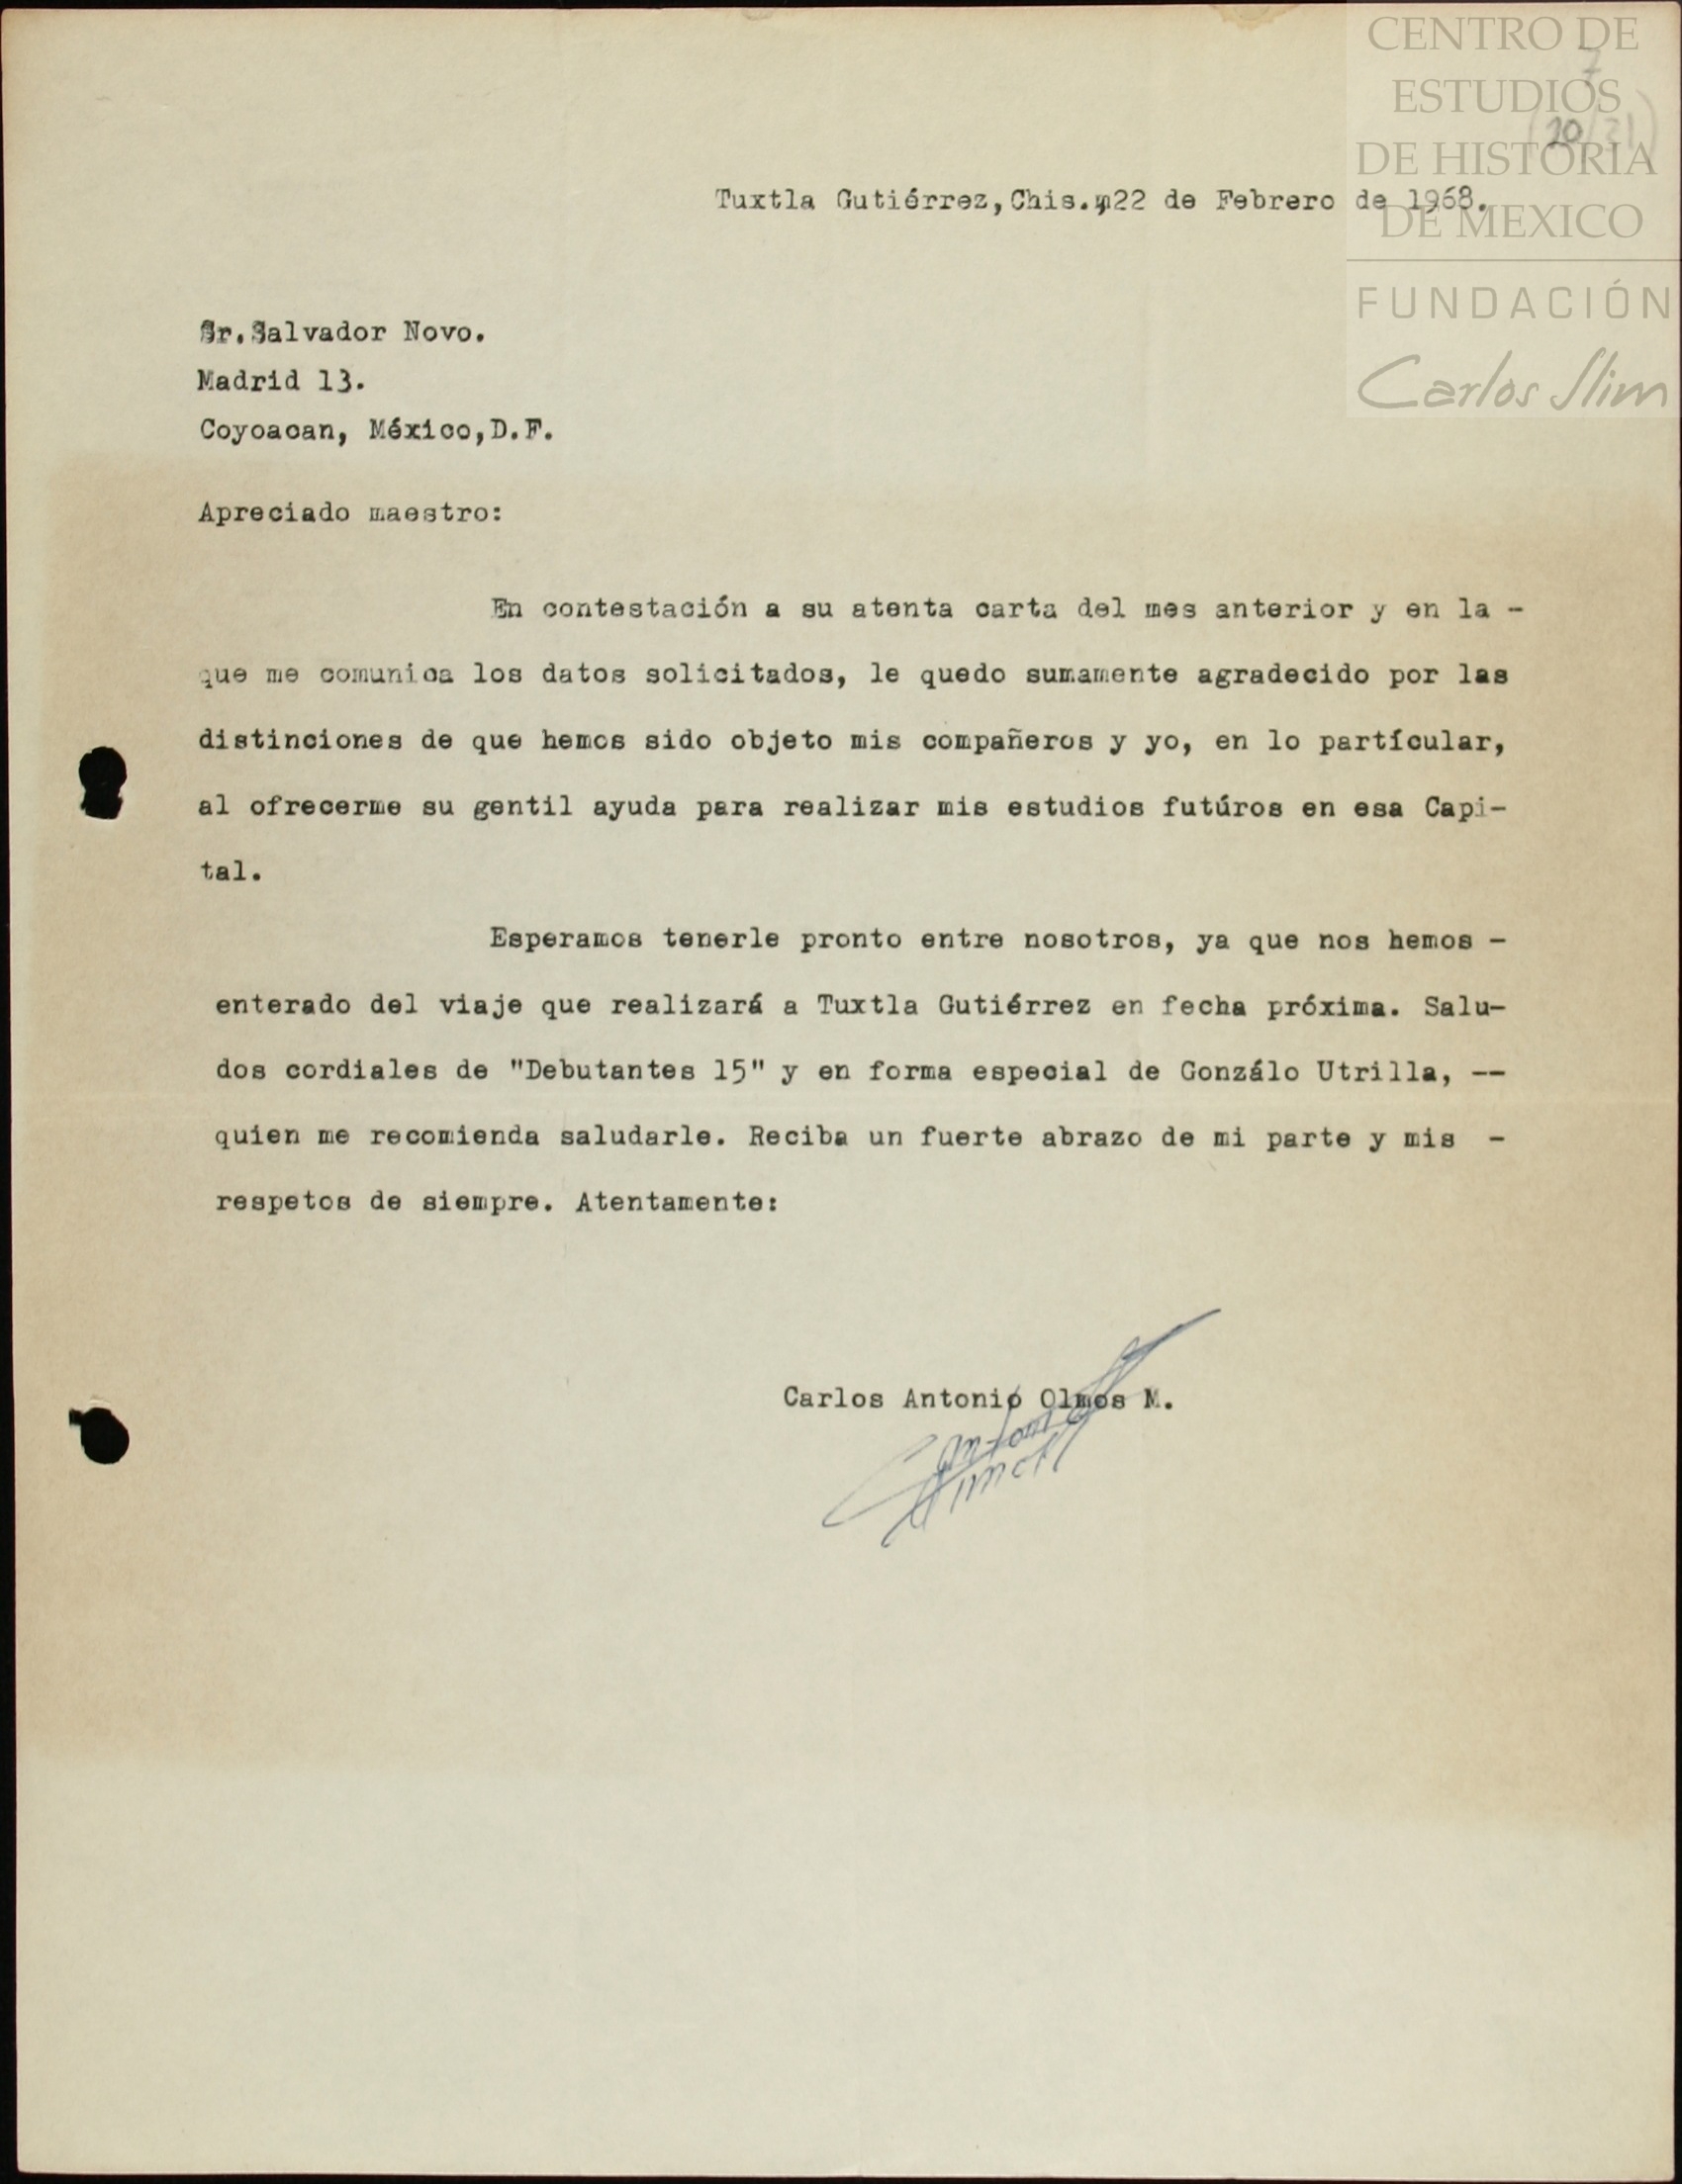 CENTRO DE
ESTUDIOS
DE HISTORIA
DE MEXICO
FUNDACIÓN
Carlos Slim
Tuxtla Gutiérrez,Chis.,22 de Febrero de 1968.
Sr.Salvador Novo.
Madrid 13.
Coyoacan, México,D.F.
Apreciado maestro:
En contestación a su atenta carta del mes anterior y en la -
que me comunica los datos solicitados, le quedo sumamente agradecido por las
distinciones de que hemos sido objeto mis compañeros y yo, en lo partícular,
al ofrecerme su gentil ayuda para realizar mis estudios futúros en esa Capi-
tal.
Esperamos tenerle pronto entre nosotros, ya que nos hemos -
enterado del viaje que realizará a Tuxtla Gutiérrez en fecha próxima. Salu-
dos cordiales de "Debutantes 15" y en forma especial de Gonzálo Utrilla, --
quien me recomienda saludarle. Reciba un fuerte abrazo de mi parte y mis -
respetos de siempre. Atentamente:
Carlos Antonio Olmos M.